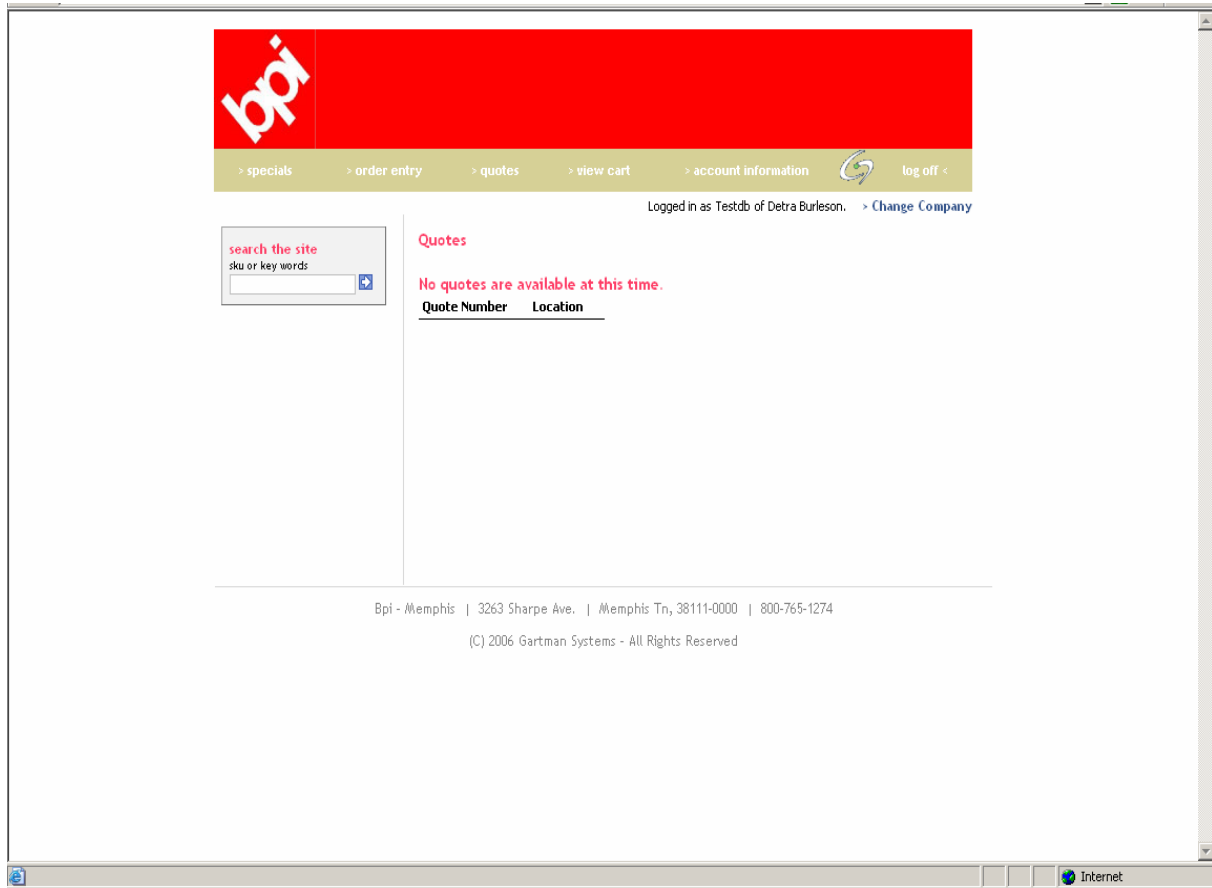 bpi
> specials > order entry > quotes > view cart > account information log off <
Logged in as Testdb of Detra Burleson. > Change Company
search the site
sku or key words
Quotes
No quotes are available at this time.
Quote Number Location
Bpi - Memphis | 3263 Sharpe Ave. | Memphis Tn, 38111-0000 | 800-765-1274
(C) 2006 Gartman Systems - All Rights Reserved
Internet